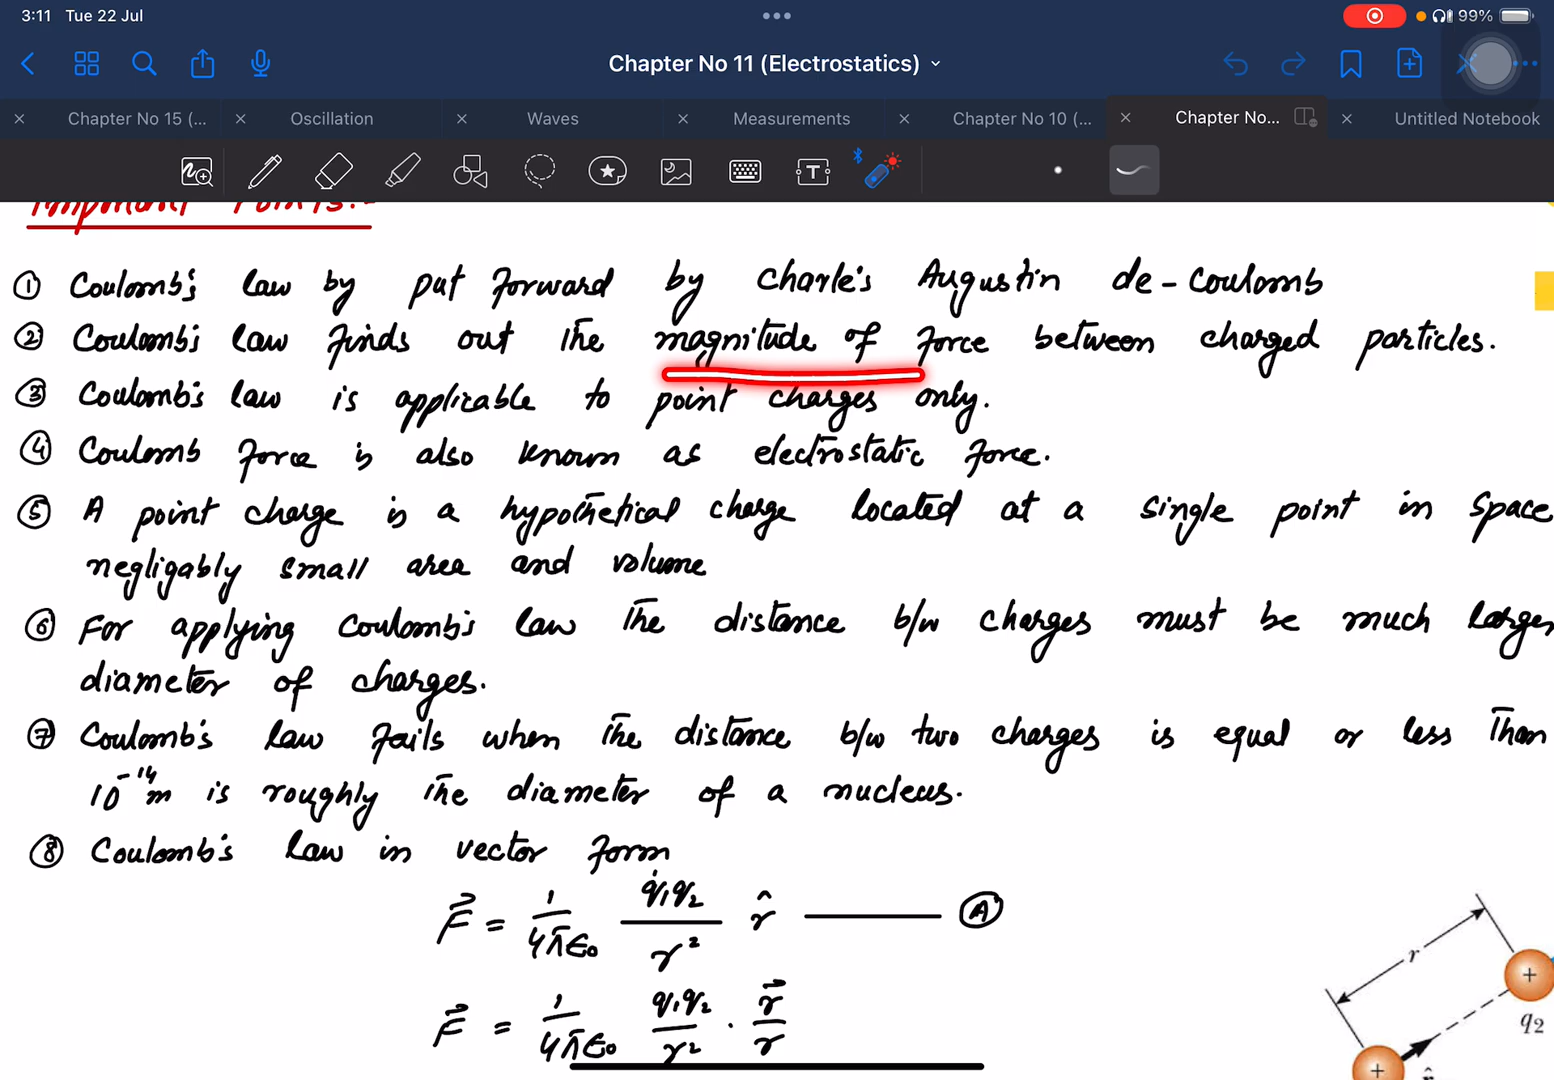 3:11 Tue 22 Jul
99%
Chapter No 11 (Electrostatics)
Chapter No 15 (...
Oscillation
Waves
Measurements
Chapter No 10 (...
Chapter No...
Untitled Notebook
Important Points:-
① Coulomb's law by put forward by Charle's Augustin de-Coulomb
② Coulomb's law finds out the magnitude of force between charged particles.
③ Coulomb's law is applicable to point charges only.
④ Coulomb force is also known as electrostatic force.
⑤ A point charge is a hypothetical charge located at a single point in space
negligably small area and volume
⑥ For applying Coulomb's law the distance b/w charges must be much larger
diameter of charges.
⑦ Coulomb's law fails when the distance b/w two charges is equal or less than
10⁻¹⁴m is roughly the diameter of a nucleus.
⑧ Coulomb's law in vector form
F⃗ = 1/4πε₀ q₁q₂/r² r̂ —— Ⓐ
F⃗ = 1/4πε₀ q₁q₂/r² . r⃗/r
r
+
q₂
+